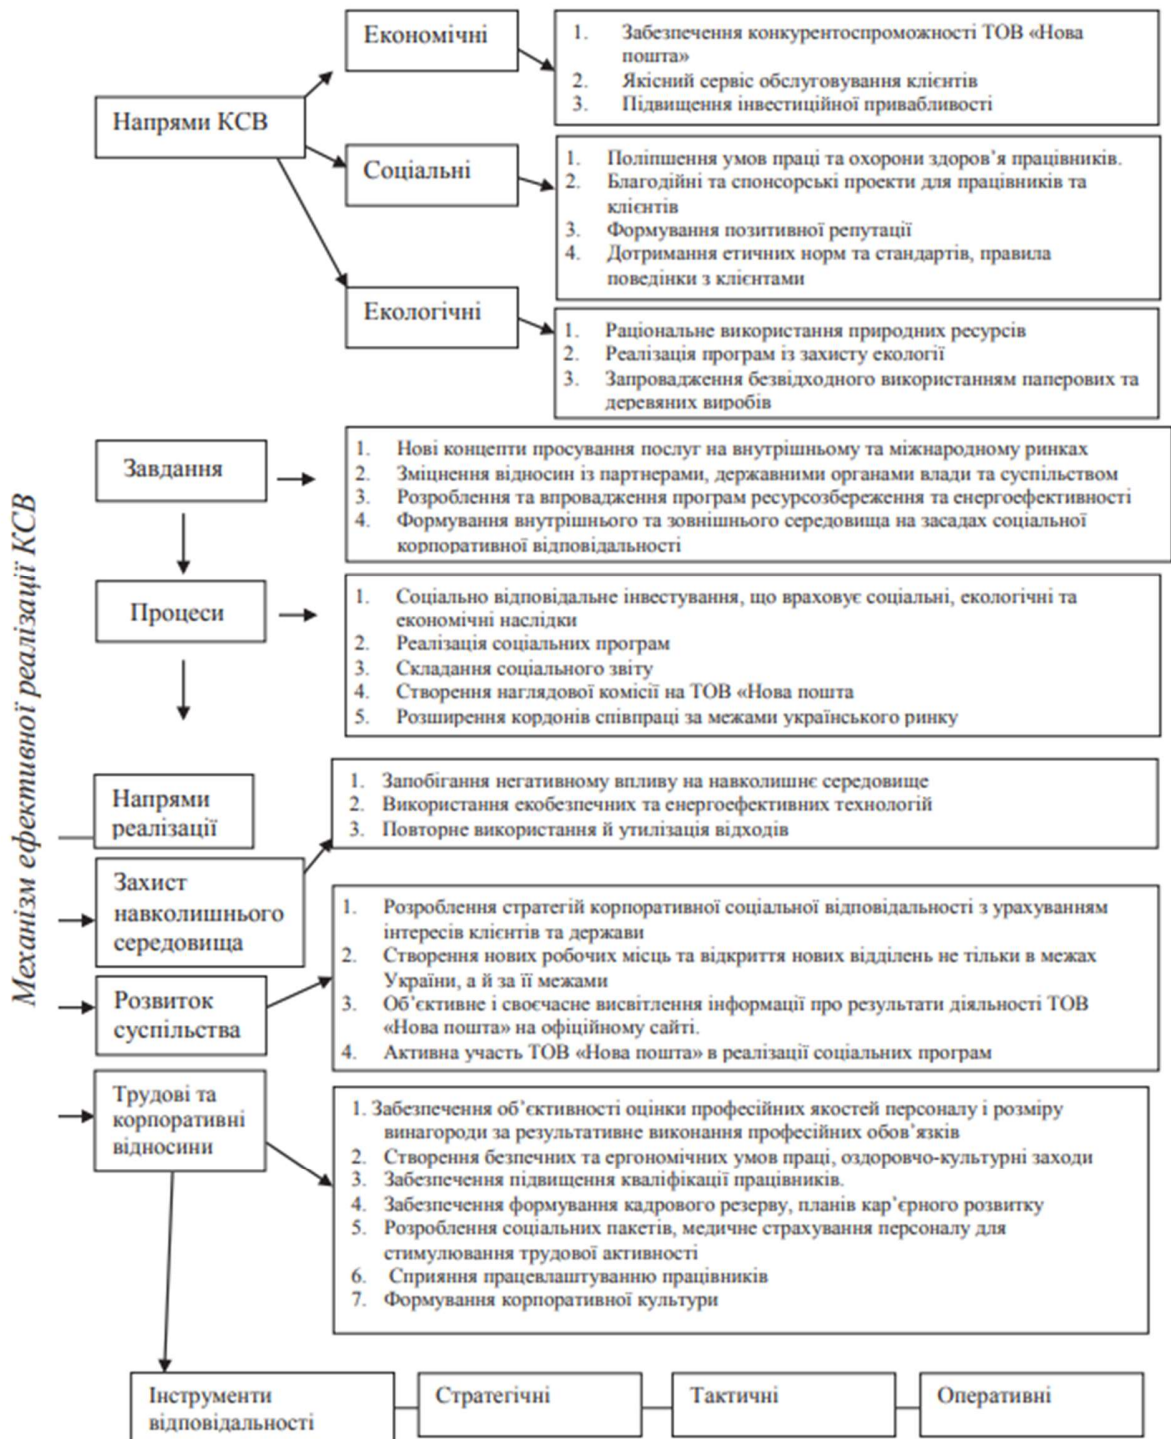 Механізм ефективної реалізації КСВ
Напрями КСВ
Економічні
1. Забезпечення конкурентоспроможності ТОВ «Нова
пошта»
2. Якісний сервіс обслуговування клієнтів
3. Підвищення інвестиційної привабливості
Соціальні
1. Поліпшення умов праці та охорони здоров’я працівників.
2. Благодійні та спонсорські проекти для працівників та
клієнтів
3. Формування позитивної репутації
4. Дотримання етичних норм та стандартів, правила
поведінки з клієнтами
Екологічні
1. Раціональне використання природних ресурсів
2. Реалізація програм із захисту екології
3. Запровадження безвідходного використанням паперових та
деревяних виробів
Завдання
1. Нові концепти просування послуг на внутрішньому та міжнародному ринках
2. Зміцнення відносин із партнерами, державними органами влади та суспільством
3. Розроблення та впровадження програм ресурсозбереження та енергоефективності
4. Формування внутрішнього та зовнішнього середовища на засадах соціальної
корпоративної відповідальності
Процеси
1. Соціально відповідальне інвестування, що враховує соціальні, екологічні та
економічні наслідки
2. Реалізація соціальних програм
3. Складання соціального звіту
4. Створення наглядової комісії на ТОВ «Нова пошта
5. Розширення кордонів співпраці за межами українського ринку
Напрями
реалізації
Захист
навколишнього
середовища
1. Запобігання негативному впливу на навколишнє середовище
2. Використання екобезпечних та енергоефективних технологій
3. Повторне використання й утилізація відходів
Розвиток
суспільства
1. Розроблення стратегій корпоративної соціальної відповідальності з урахуванням
інтересів клієнтів та держави
2. Створення нових робочих місць та відкриття нових відділень не тільки в межах
України, а й за її межами
3. Об’єктивне і своєчасне висвітлення інформації про результати діяльності ТОВ
«Нова пошта» на офіційному сайті.
4. Активна участь ТОВ «Нова пошта» в реалізації соціальних програм
Трудові та
корпоративні
відносини
1. Забезпечення об’єктивності оцінки професійних якостей персоналу і розміру
винагороди за результативне виконання професійних обов’язків
2. Створення безпечних та ергономічних умов праці, оздоровчо-культурні заходи
3. Забезпечення підвищення кваліфікації працівників.
4. Забезпечення формування кадрового резерву, планів кар’єрного розвитку
5. Розроблення соціальних пакетів, медичне страхування персоналу для
стимулювання трудової активності
6. Сприяння працевлаштуванню працівників
7. Формування корпоративної культури
Інструменти
відповідальності
Стратегічні
Тактичні
Оперативні